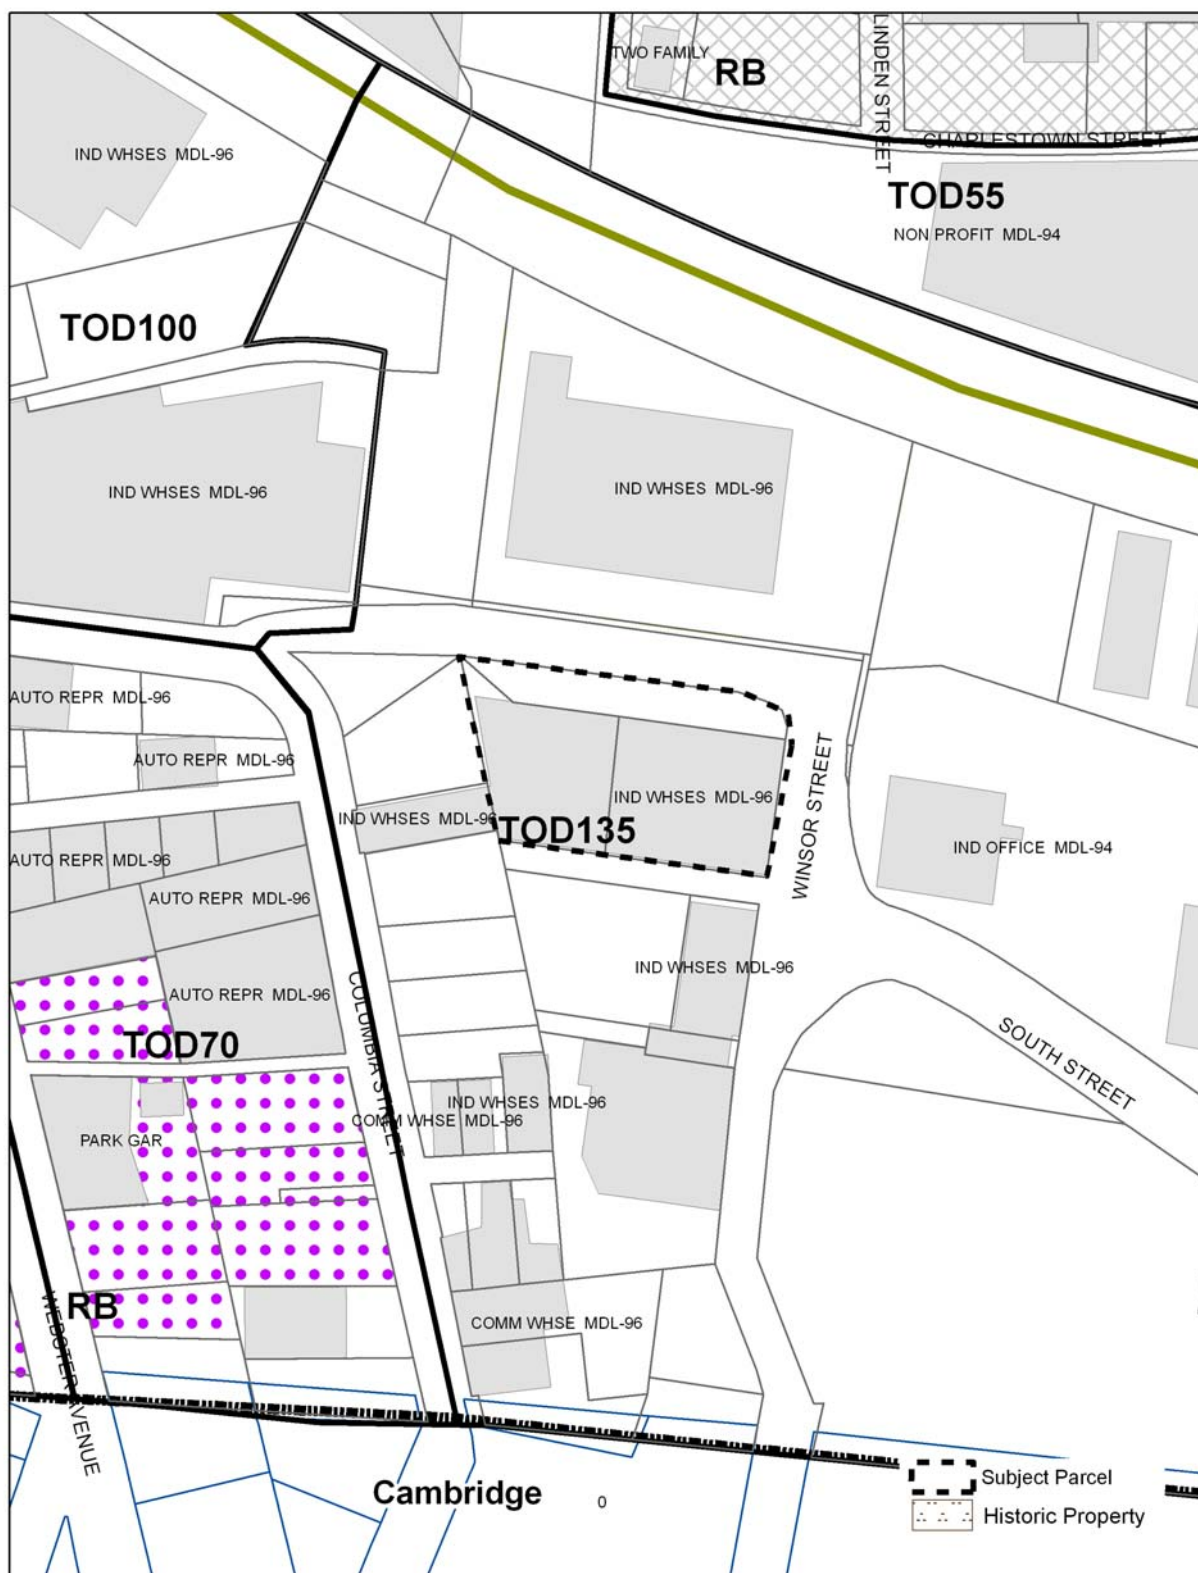 TWO FAMILY
RB
LINDEN STREET
CHARLESTOWN STREET
IND WHSES MDL-96
TOD55
NON PROFIT MDL-94
TOD100
IND WHSES MDL-96
IND WHSES MDL-96
AUTO REPR MDL-96
AUTO REPR MDL-96
WINSOR STREET
IND WHSES MDL-96
IND WHSES MDL-96
TOD135
IND OFFICE MDL-94
AUTO REPR MDL-96
AUTO REPR MDL-96
IND WHSES MDL-96
AUTO REPR MDL-96
COLUMBIA STREET
TOD70
SOUTH STREET
IND WHSES MDL-96
COMM WHSE MDL-96
PARK GAR
RB
WEBSTER AVENUE
COMM WHSE MDL-96
Cambridge
0
Subject Parcel
Historic Property